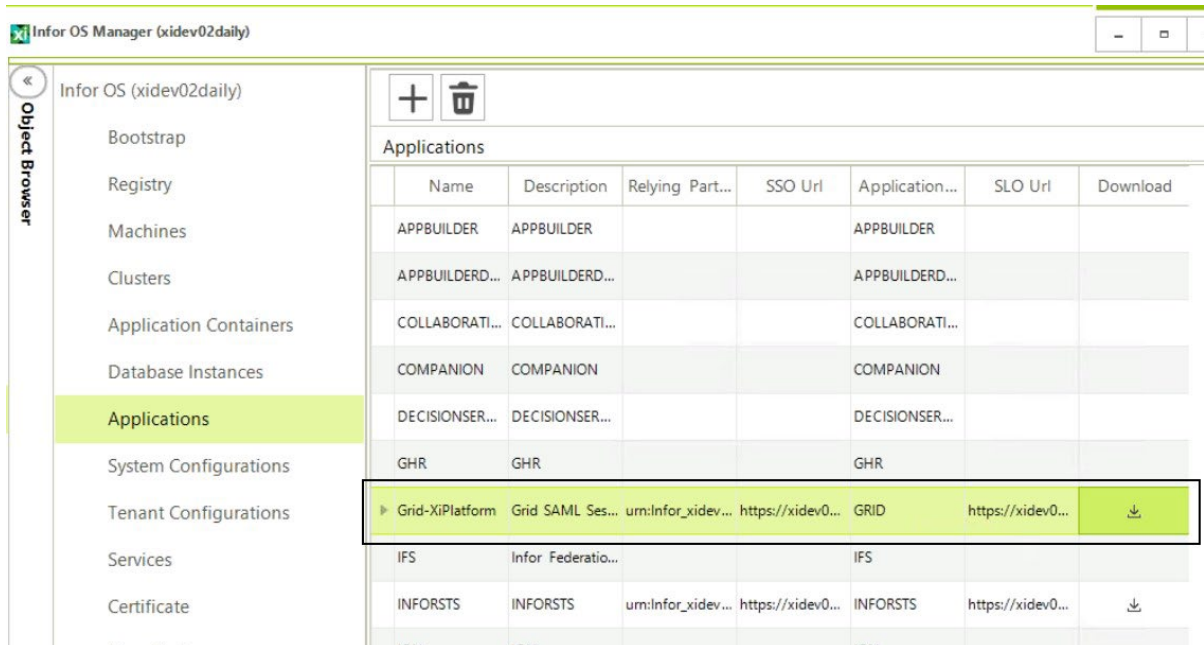 Infor OS Manager (xidev02daily)
Object Browser
Infor OS (xidev02daily)
Bootstrap
Registry
Machines
Clusters
Application Containers
Database Instances
Applications
System Configurations
Tenant Configurations
Services
Certificate
Applications
Name Description Relying Part... SSO Url Application... SLO Url Download
APPBUILDER APPBUILDER APPBUILDER
APPBUILDERD... APPBUILDERD... APPBUILDERD...
COLLABORATI... COLLABORATI... COLLABORATI...
COMPANION COMPANION COMPANION
DECISIONSER... DECISIONSER... DECISIONSER...
GHR GHR GHR
Grid-XiPlatform Grid SAML Ses... urn:Infor_xidev... https://xidev0... GRID https://xidev0...
IFS Infor Federatio... IFS
INFORSTS INFORSTS urn:Infor_xidev... https://xidev0... INFORSTS https://xidev0...